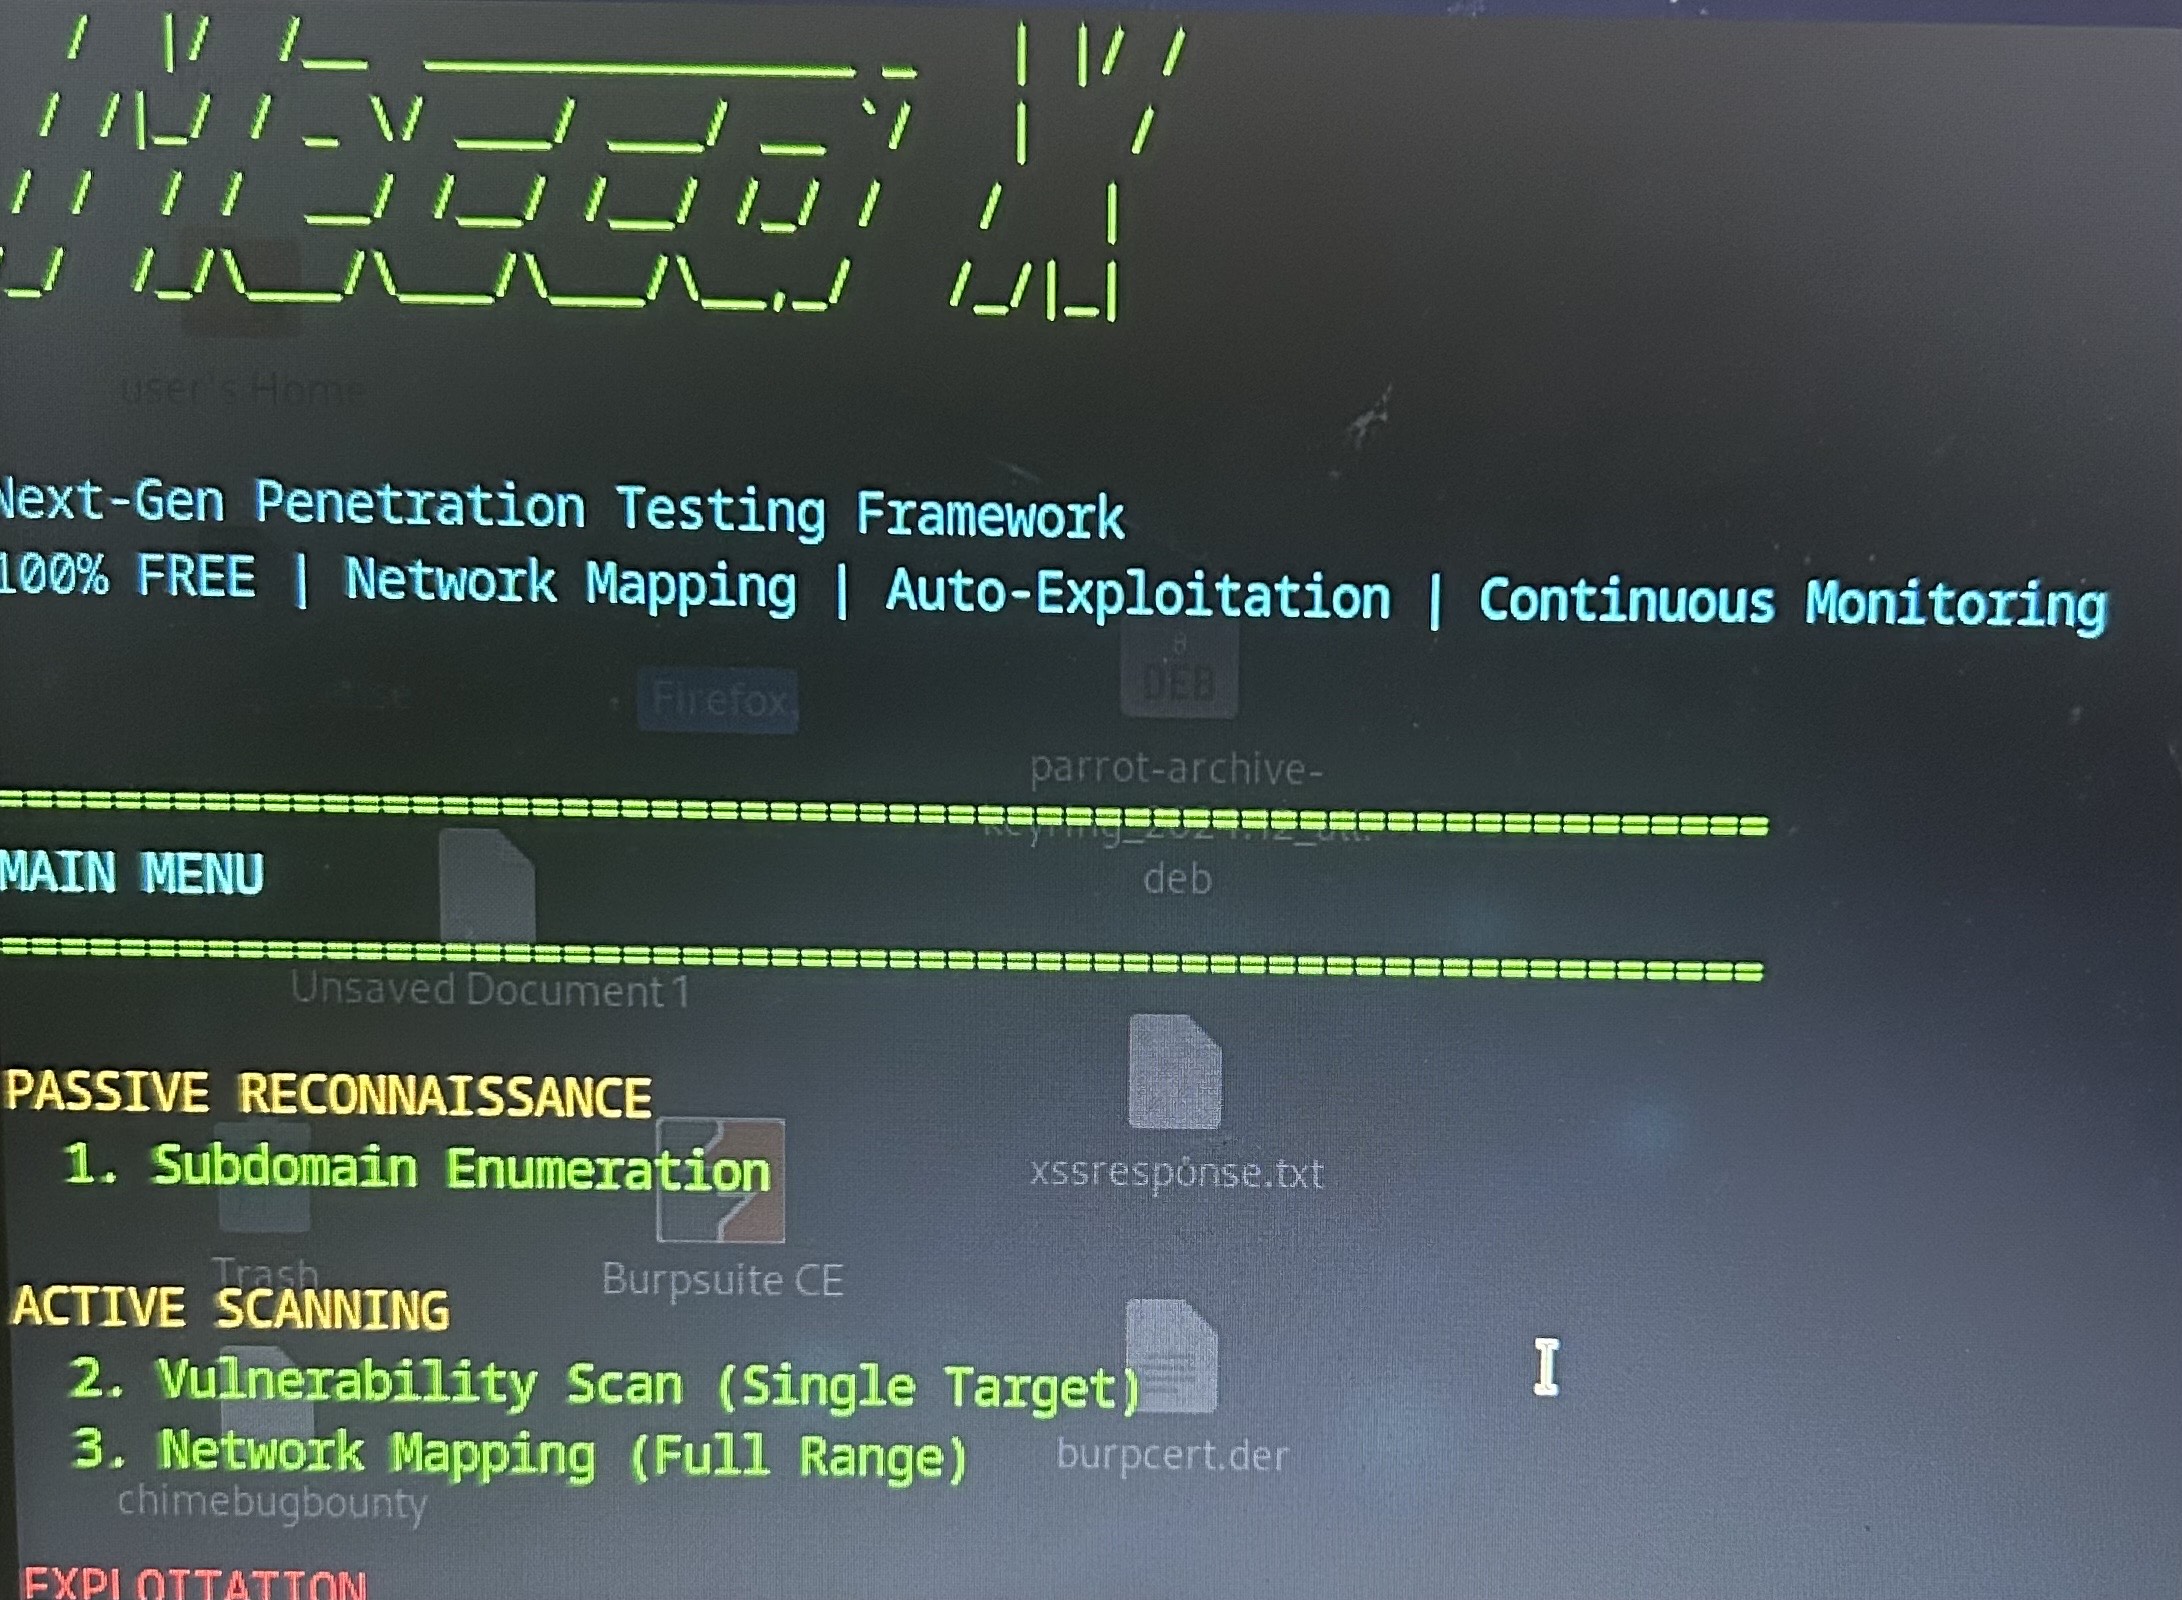 user's Home
Next-Gen Penetration Testing Framework
100% FREE | Network Mapping | Auto-Exploitation | Continuous Monitoring
DEB
Firefox
parrot-archive-
deb
MAIN MENU
Unsaved Document 1
PASSIVE RECONNAISSANCE
1. Subdomain Enumeration
xssresponse.txt
Trash
Burpsuite CE
ACTIVE SCANNING
2. Vulnerability Scan (Single Target)
3. Network Mapping (Full Range)
burpcert.der
chimebugbounty
EXPLOITATION